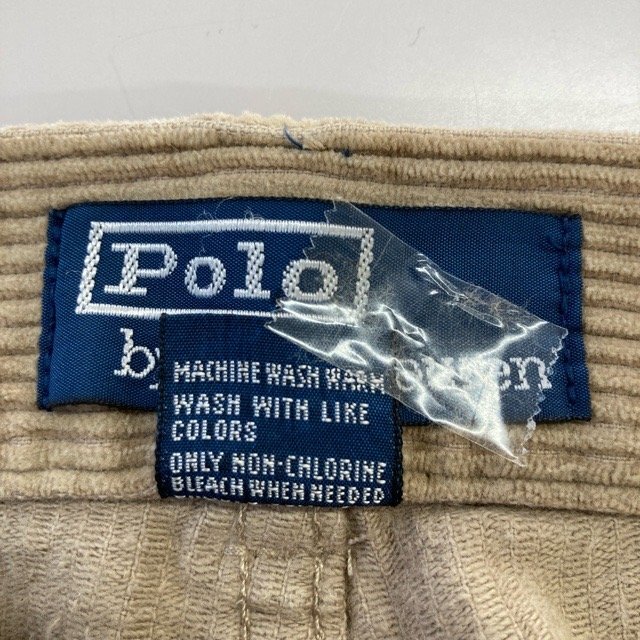 Polo
by
MACHINE WASH WARM
WASH WITH LIKE
COLORS
ONLY NON-CHLORINE
BLEACH WHEN NEEDED